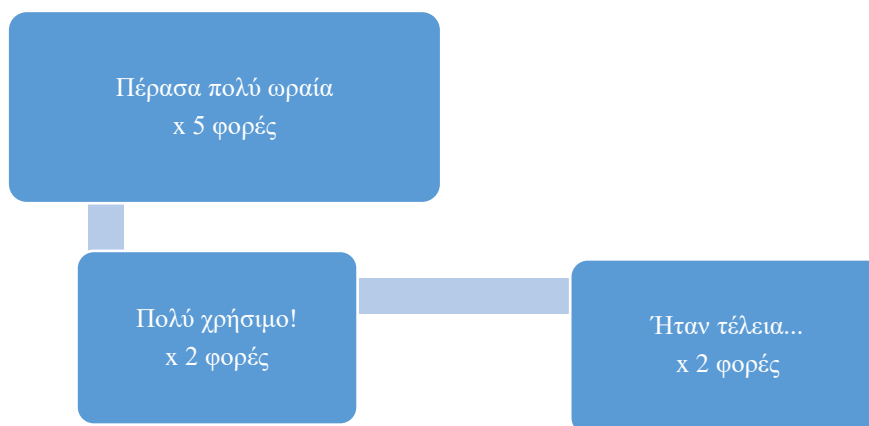 Πέρασα πολύ ωραία
x 5 φορές
Πολύ χρήσιμο!
x 2 φορές
Ήταν τέλεια...
x 2 φορές